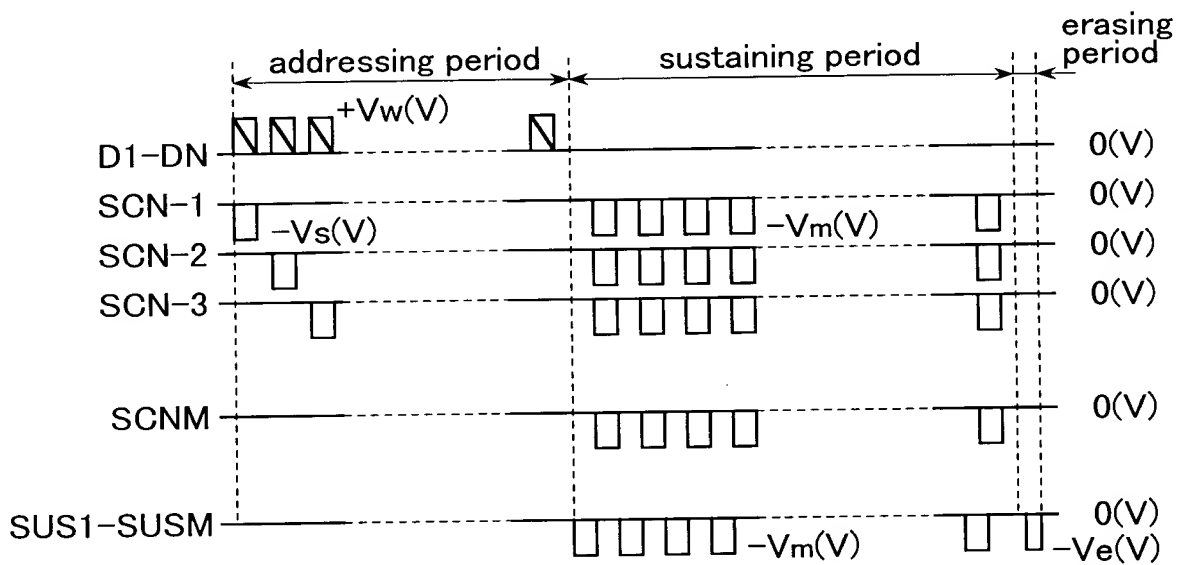 erasing
period
addressing period
sustaining period
+Vw(V)
D1-DN
0(V)
SCN-1
0(V)
-Vs(V)
-Vm(V)
SCN-2
0(V)
SCN-3
0(V)
SCNM
0(V)
SUS1-SUSM
0(V)
-Vm(V)
-Ve(V)